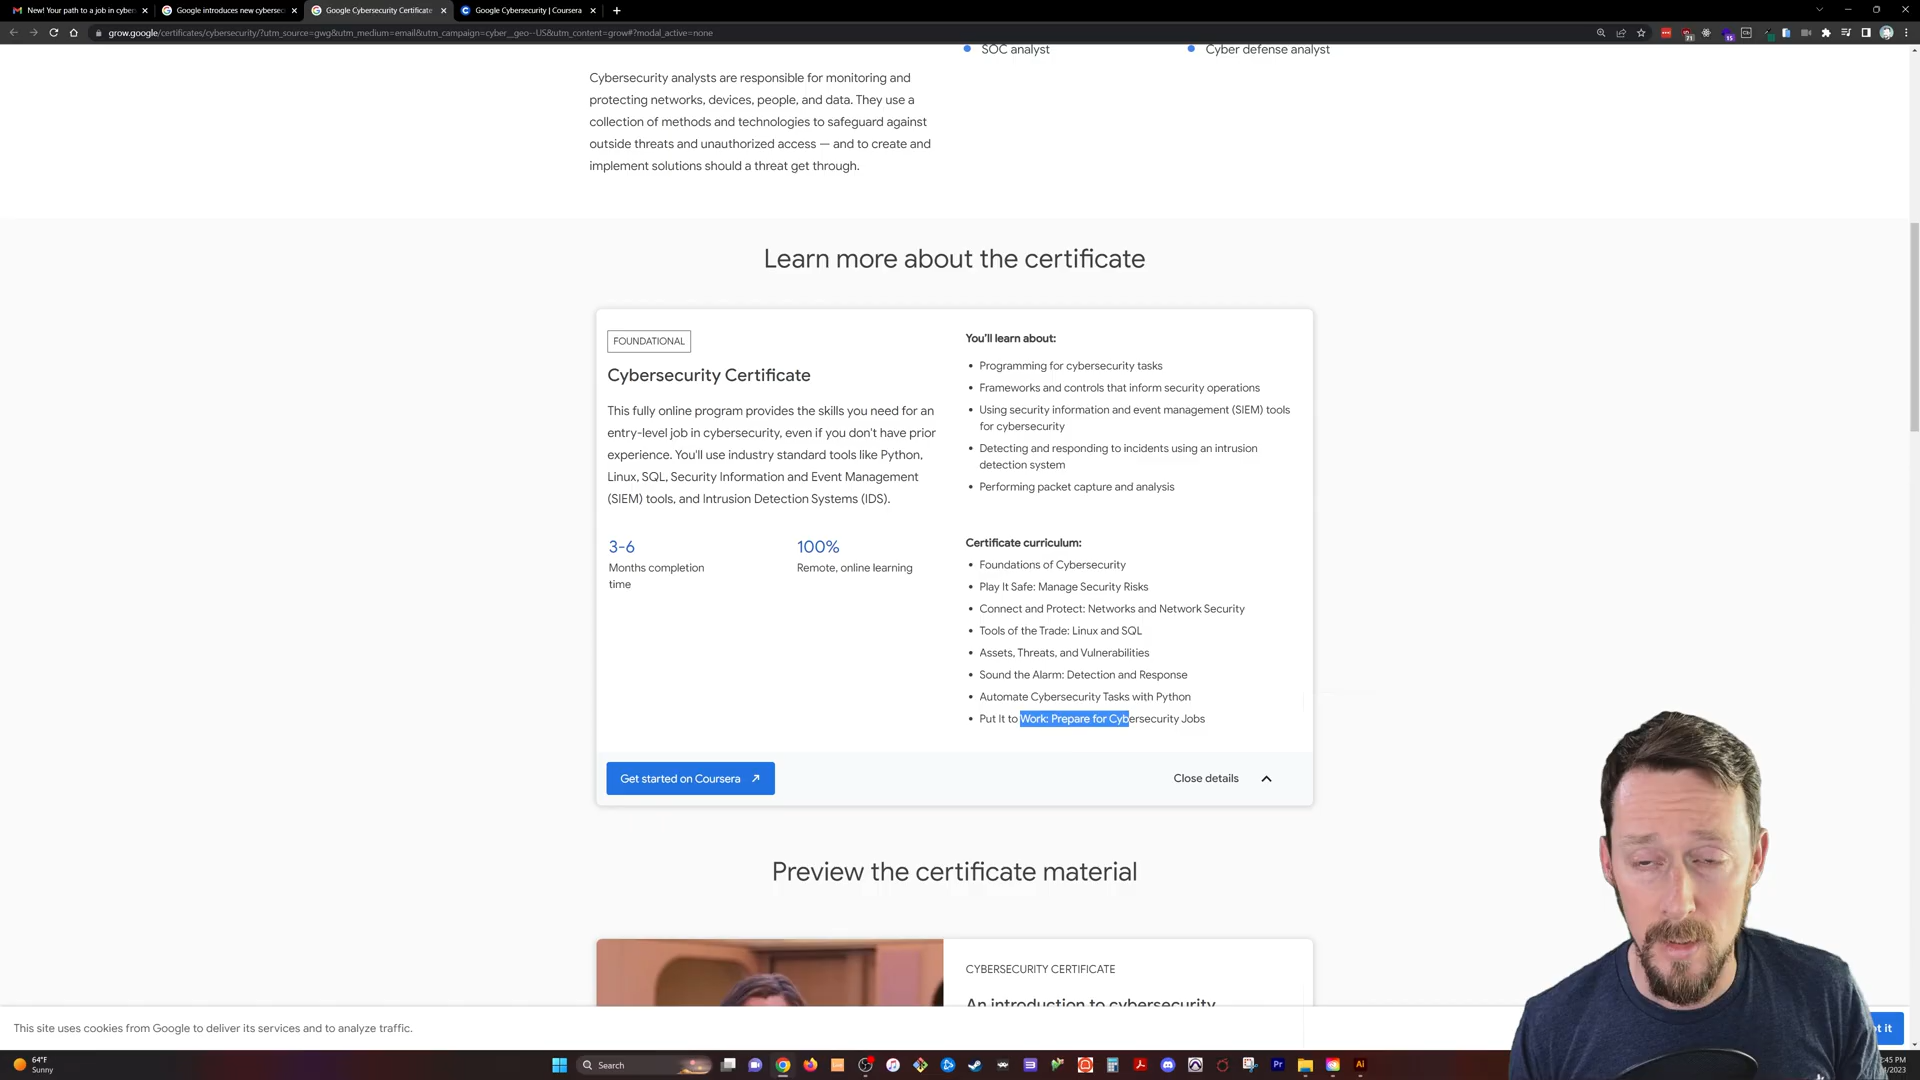 New! Your path to a job in cyber
Google introduces new cybersec
Google Cybersecurity Certificate
Google Cybersecurity | Coursera
grow.google/certificates/cybersecurity/?utm_source=gwg&utm_medium=email&utm_campaign=cyber__geo--US&utm_content=grow#?modal_active=none
SOC analyst
Cyber defense analyst
Cybersecurity analysts are responsible for monitoring and
protecting networks, devices, people, and data. They use a
collection of methods and technologies to safeguard against
outside threats and unauthorized access — and to create and
implement solutions should a threat get through.
Learn more about the certificate
FOUNDATIONAL
Cybersecurity Certificate
This fully online program provides the skills you need for an
entry-level job in cybersecurity, even if you don't have prior
experience. You'll use industry standard tools like Python,
Linux, SQL, Security Information and Event Management
(SIEM) tools, and Intrusion Detection Systems (IDS).
3-6
Months completion
time
100%
Remote, online learning
You'll learn about:
• Programming for cybersecurity tasks
• Frameworks and controls that inform security operations
• Using security information and event management (SIEM) tools
for cybersecurity
• Detecting and responding to incidents using an intrusion
detection system
• Performing packet capture and analysis
Certificate curriculum:
• Foundations of Cybersecurity
• Play It Safe: Manage Security Risks
• Connect and Protect: Networks and Network Security
• Tools of the Trade: Linux and SQL
• Assets, Threats, and Vulnerabilities
• Sound the Alarm: Detection and Response
• Automate Cybersecurity Tasks with Python
• Put It to Work: Prepare for Cybersecurity Jobs
Get started on Coursera
Close details
Preview the certificate material
CYBERSECURITY CERTIFICATE
An introduction to cybersecurity
This site uses cookies from Google to deliver its services and to analyze traffic.
it
64°F
Sunny
Search
Pr
Ai
:45 PM
/2023